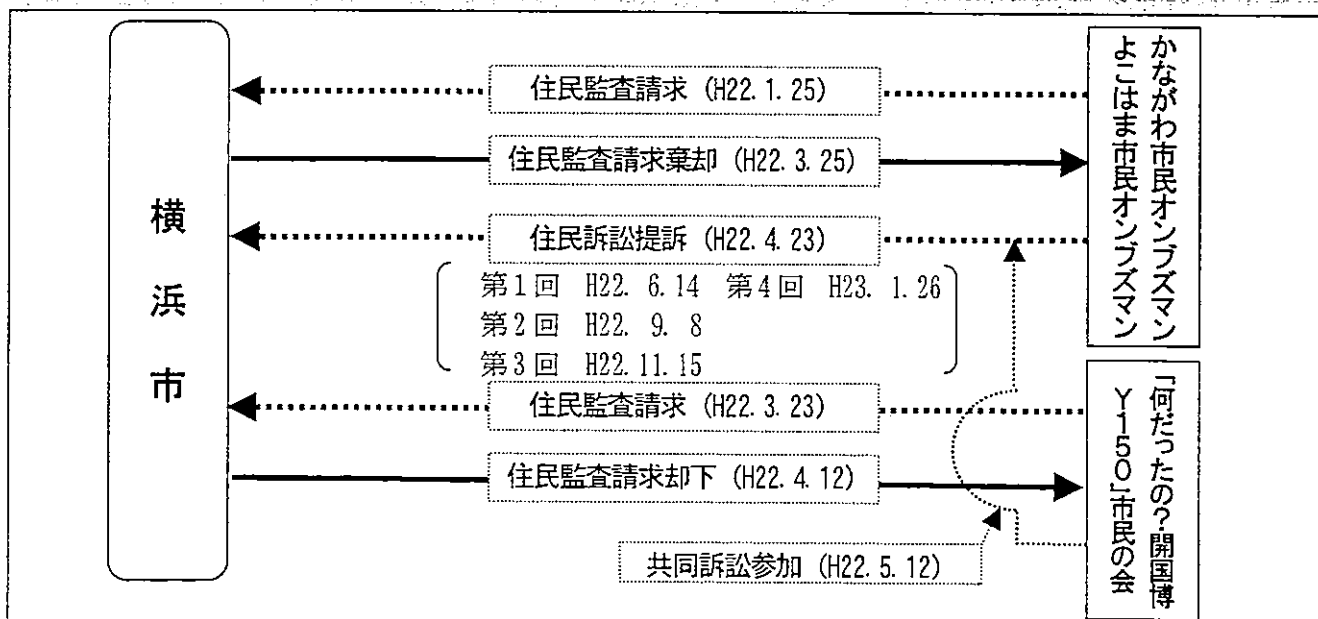 横浜市
住民監査請求 (H22.1.25)
住民監査請求棄却 (H22.3.25)
住民訴訟提訴 (H22.4.23)
第1回 H22. 6.14 第4回 H23. 1.26
第2回 H22. 9. 8
第3回 H22.11.15
住民監査請求 (H22.3.23)
住民監査請求却下 (H22.4.12)
共同訴訟参加 (H22.5.12)
かながわ市民オンブズマン
よこはま市民オンブズマン
「何だったの?開国博
Y150」市民の会